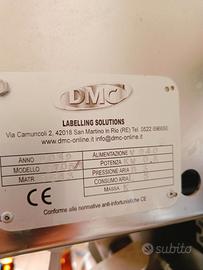 DMC
LABELLING SOLUTIONS
Via Camuncoli 2, 42018 San Martino in Rio (RE) Tel. 0522
www.dmc-online.it info@dmc-online.it
ANNO ALIMENTAZIONE V
MODELLO POTENZA KW
MATR. PRESSIONE ARIA
CONSUMO ARIA
CE MASSA K
Conforme alle normative anti-infortunistiche CE
subito